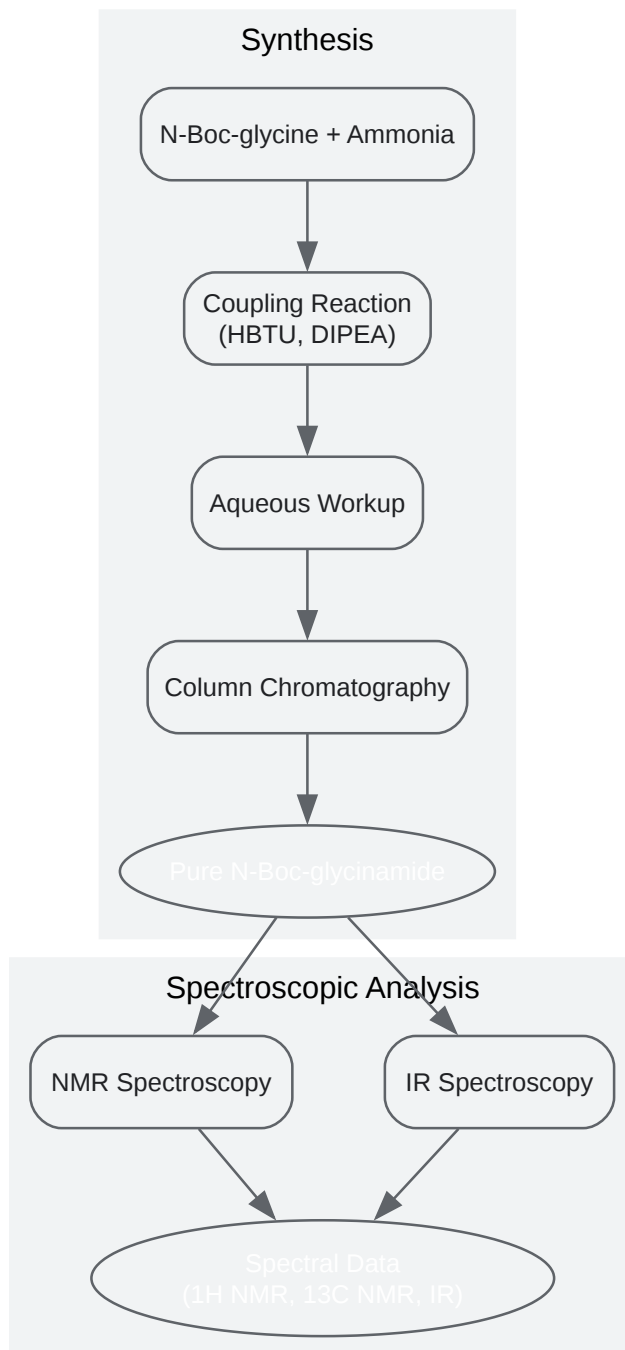 Synthesis
N-Boc-glycine + Ammonia
Coupling Reaction
(HBTU, DIPEA)
Aqueous Workup
Column Chromatography
Pure N-Boc-glycinamide
Spectroscopic Analysis
NMR Spectroscopy
IR Spectroscopy
Spectral Data
(1H NMR, 13C NMR, IR)